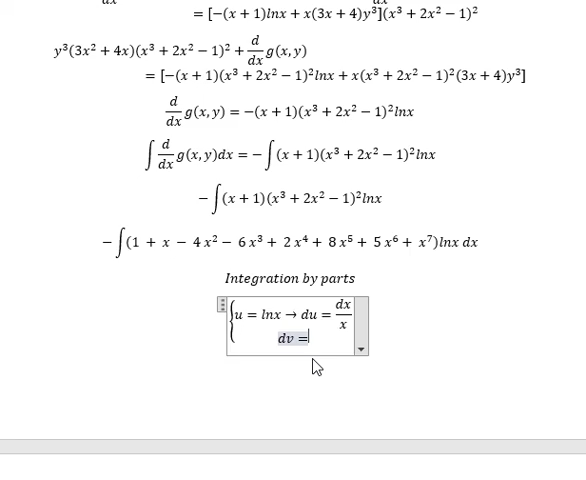 = [−(x + 1)lnx + x(3x + 4)y³](x³ + 2x² − 1)²
y³(3x² + 4x)(x³ + 2x² − 1)² + d/dx g(x, y)
= [−(x + 1)(x³ + 2x² − 1)²lnx + x(x³ + 2x² − 1)²(3x + 4)y³]
d/dx g(x, y) = −(x + 1)(x³ + 2x² − 1)²lnx
∫ d/dx g(x, y)dx = − ∫(x + 1)(x³ + 2x² − 1)²lnx
− ∫(x + 1)(x³ + 2x² − 1)²lnx
− ∫(1 + x − 4x² − 6x³ + 2x⁴ + 8x⁵ + 5x⁶ + x⁷)lnx dx
Integration by parts
{u = lnx → du = dx/x
dv =